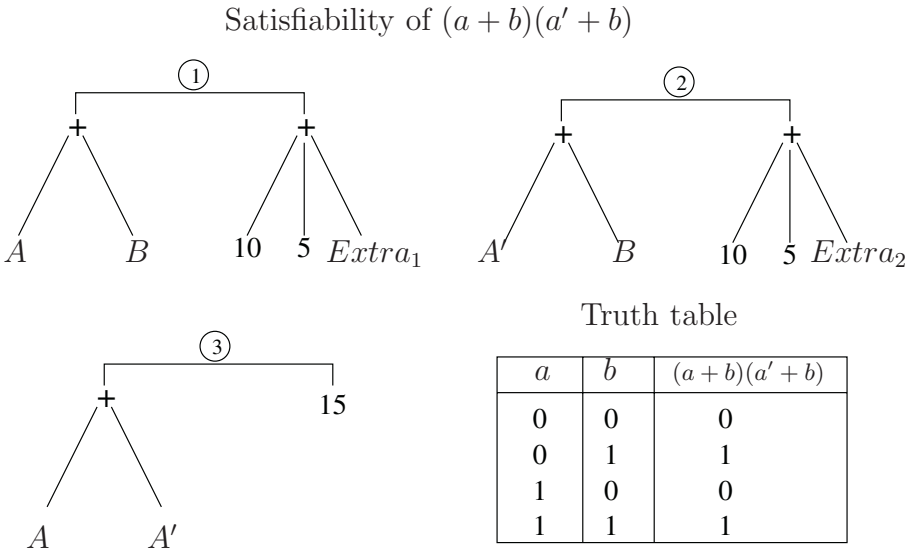 Satisfiability of (a + b)(a′ + b)
1
+ +
A B 10 5 Extra₁
2
+ +
A′ B 10 5 Extra₂
3
+ 15
A A′
Truth table
a b (a + b)(a′ + b)
0 0 0
0 1 1
1 0 0
1 1 1